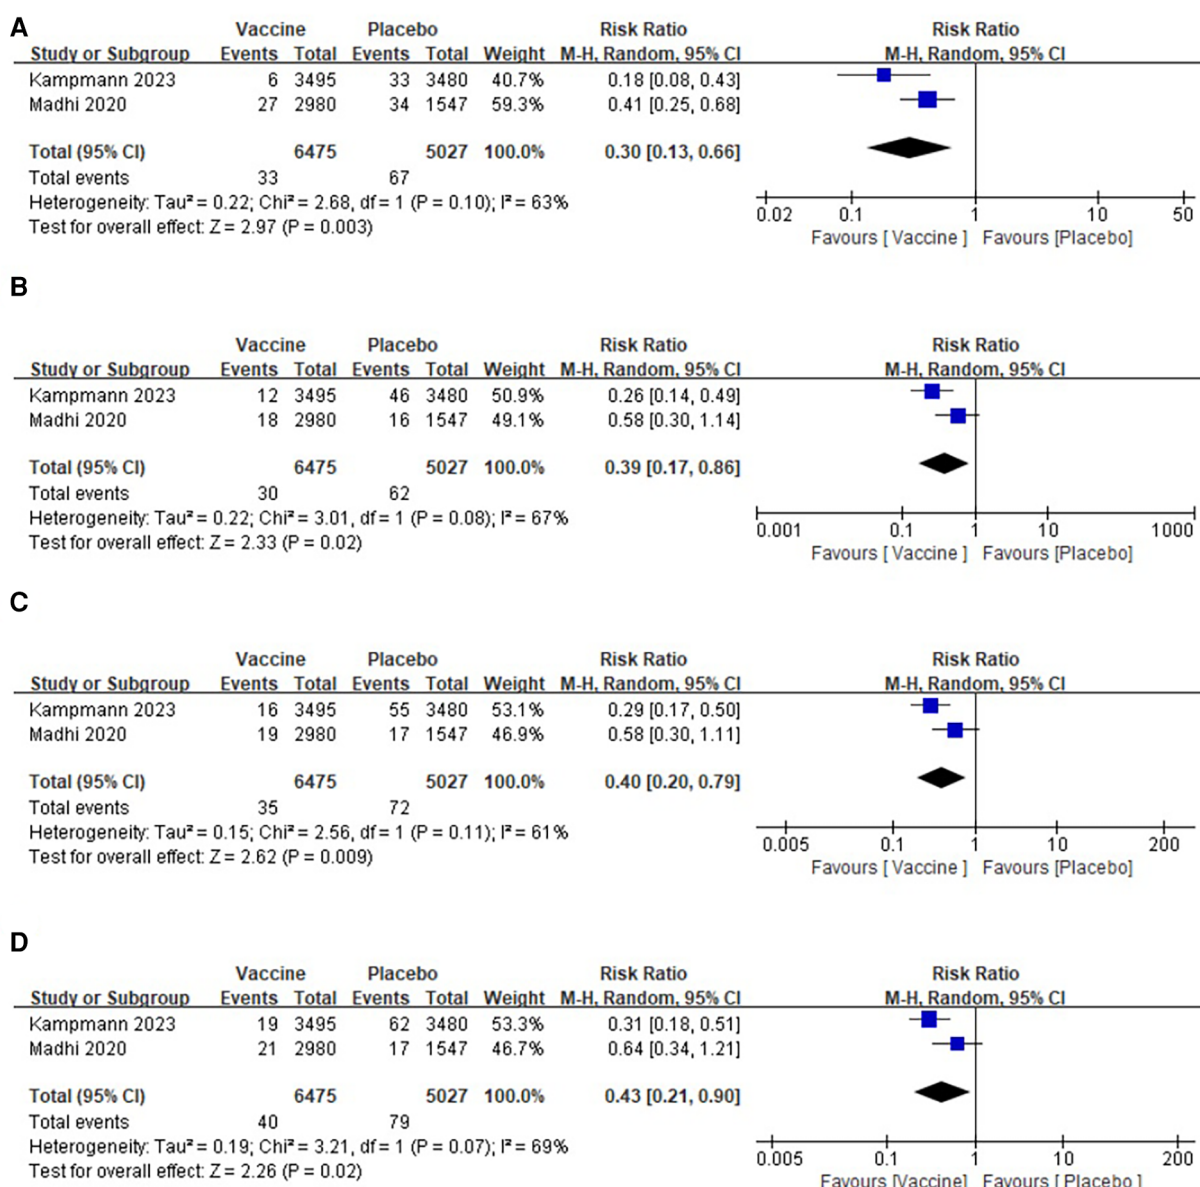 A
Vaccine Placebo Risk Ratio Risk Ratio
Study or Subgroup Events Total Events Total Weight M-H, Random, 95% CI M-H, Random, 95% CI
Kampmann 2023 6 3495 33 3480 40.7% 0.18 [0.08, 0.43]
Madhi 2020 27 2980 34 1547 59.3% 0.41 [0.25, 0.68]
Total (95% CI) 6475 5027 100.0% 0.30 [0.13, 0.66]
Total events 33 67
Heterogeneity: Tau² = 0.22; Chi² = 2.68, df = 1 (P = 0.10); I² = 63%
Test for overall effect: Z = 2.97 (P = 0.003)
0.02 0.1 1 10 50
Favours [ Vaccine ] Favours [Placebo]
B
Vaccine Placebo Risk Ratio Risk Ratio
Study or Subgroup Events Total Events Total Weight M-H, Random, 95% CI M-H, Random, 95% CI
Kampmann 2023 12 3495 46 3480 50.9% 0.26 [0.14, 0.49]
Madhi 2020 18 2980 16 1547 49.1% 0.58 [0.30, 1.14]
Total (95% CI) 6475 5027 100.0% 0.39 [0.17, 0.86]
Total events 30 62
Heterogeneity: Tau² = 0.22; Chi² = 3.01, df = 1 (P = 0.08); I² = 67%
Test for overall effect: Z = 2.33 (P = 0.02)
0.001 0.1 1 10 1000
Favours [ Vaccine ] Favours [Placebo]
C
Vaccine Placebo Risk Ratio Risk Ratio
Study or Subgroup Events Total Events Total Weight M-H, Random, 95% CI M-H, Random, 95% CI
Kampmann 2023 16 3495 55 3480 53.1% 0.29 [0.17, 0.50]
Madhi 2020 19 2980 17 1547 46.9% 0.58 [0.30, 1.11]
Total (95% CI) 6475 5027 100.0% 0.40 [0.20, 0.79]
Total events 35 72
Heterogeneity: Tau² = 0.15; Chi² = 2.56, df = 1 (P = 0.11); I² = 61%
Test for overall effect: Z = 2.62 (P = 0.009)
0.005 0.1 1 10 200
Favours [ Vaccine ] Favours [Placebo]
D
Vaccine Placebo Risk Ratio Risk Ratio
Study or Subgroup Events Total Events Total Weight M-H, Random, 95% CI M-H, Random, 95% CI
Kampmann 2023 19 3495 62 3480 53.3% 0.31 [0.18, 0.51]
Madhi 2020 21 2980 17 1547 46.7% 0.64 [0.34, 1.21]
Total (95% CI) 6475 5027 100.0% 0.43 [0.21, 0.90]
Total events 40 79
Heterogeneity: Tau² = 0.19; Chi² = 3.21, df = 1 (P = 0.07); I² = 69%
Test for overall effect: Z = 2.26 (P = 0.02)
0.005 0.1 1 10 200
Favours [Vaccine] Favours [ Placebo ]